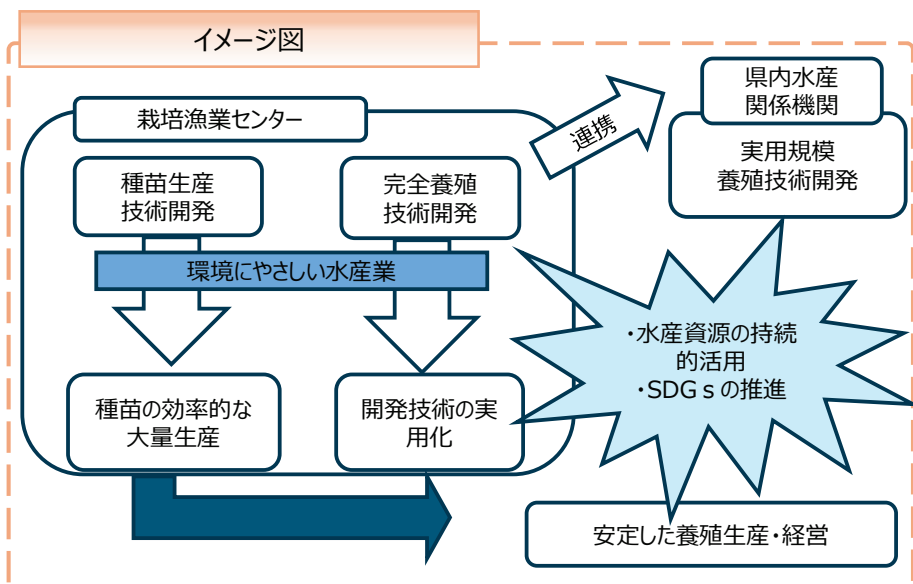 イメージ図
栽培漁業センター
種苗生産
技術開発
完全養殖
技術開発
環境にやさしい水産業
種苗の効率的な
大量生産
開発技術の実
用化
連携
県内水産
関係機関
実用規模
養殖技術開発
・水産資源の持続
的活用
・SDGsの推進
安定した養殖生産・経営